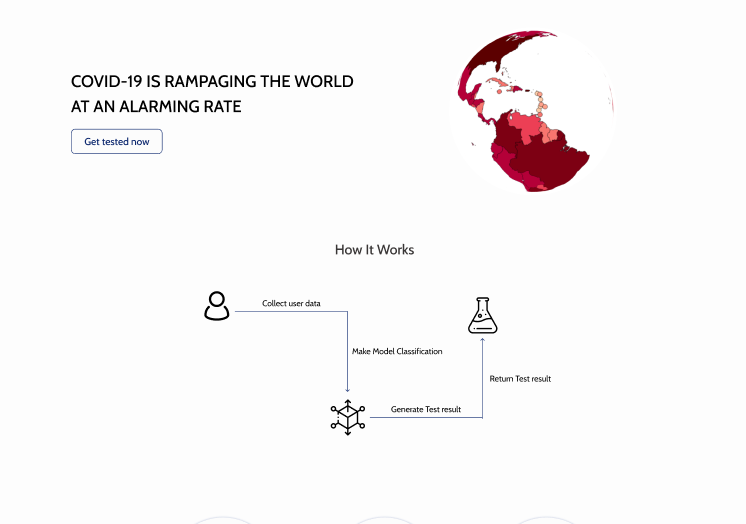 COVID-19 IS RAMPAGING THE WORLD
AT AN ALARMING RATE
Get tested now
How It Works
Collect user data
Make Model Classification
Return Test result
Generate Test result